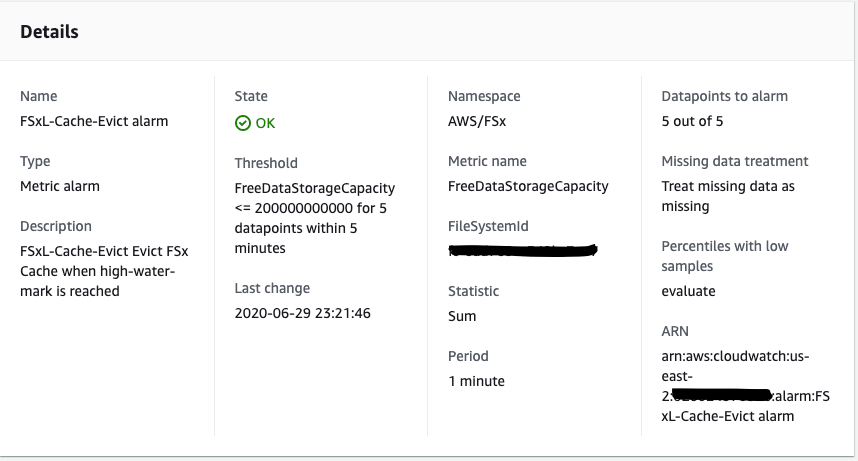 Details
Name
FSxL-Cache-Evict alarm
Type
Metric alarm
Description
FSxL-Cache-Evict Evict FSx
Cache when high-water-
mark is reached
State
OK
Threshold
FreeDataStorageCapacity
<= 200000000000 for 5
datapoints within 5
minutes
Last change
2020-06-29 23:21:46
Namespace
AWS/FSx
Metric name
FreeDataStorageCapacity
FileSystemId
Statistic
Sum
Period
1 minute
Datapoints to alarm
5 out of 5
Missing data treatment
Treat missing data as
missing
Percentiles with low
samples
evaluate
ARN
arn:aws:cloudwatch:us-
east-
2: :alarm:FS
xL-Cache-Evict alarm